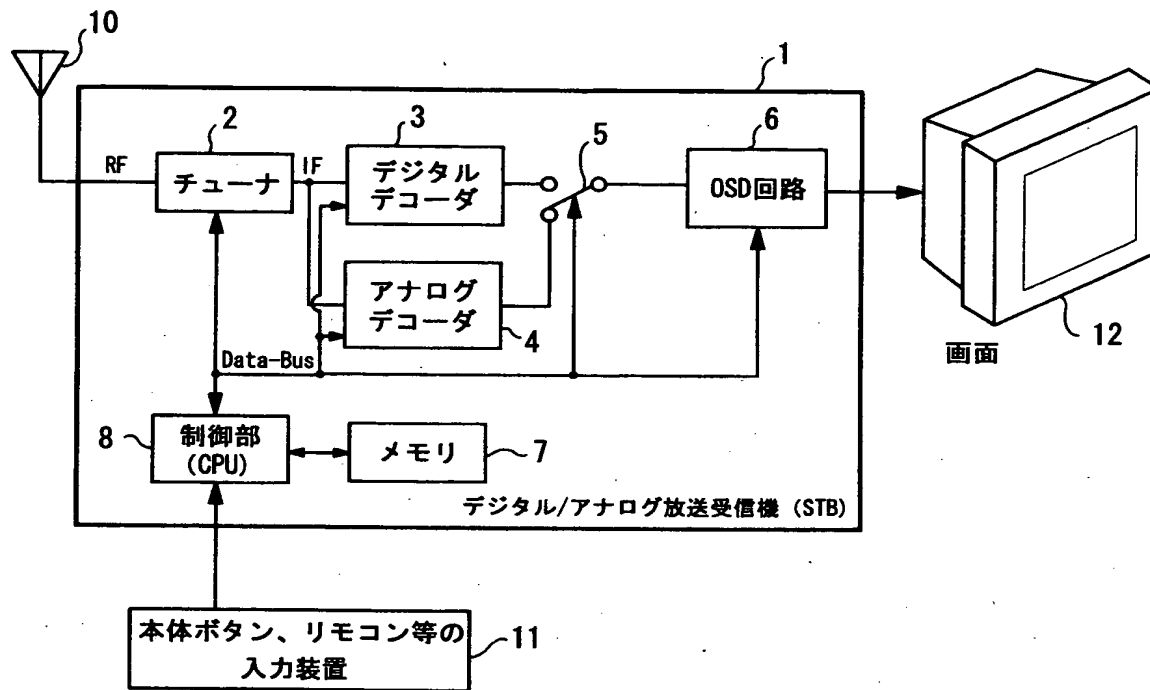 10
1
2
3
5
6
RF
チューナ
IF
デジタル
デコーダ
OSD回路
アナログ
デコーダ
4
12
画面
Data-Bus
8
制御部
(CPU)
メモリ
7
デジタル/アナログ放送受信機 (STB)
本体ボタン、リモコン等の
入力装置
11